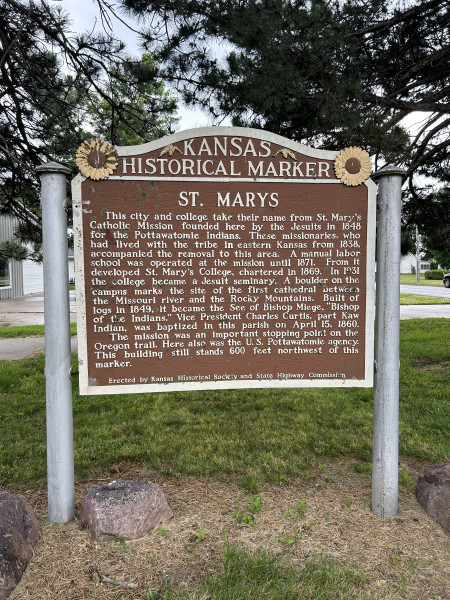 KANSAS
HISTORICAL MARKER
ST. MARYS
This city and college take their name from St. Mary's
Catholic Mission founded here by the Jesuits in 1848
for the Pottawatomie Indians. These missionaries, who
had lived with the tribe in eastern Kansas from 1838,
accompanied the removal to this area. A manual labor
school was operated at the mission until 1871. From it
developed St. Mary's College, chartered in 1869. In 1931
the college became a Jesuit seminary. A boulder on the
campus marks the site of the first cathedral between
the Missouri river and the Rocky Mountains. Built of
logs in 1849, it became the See of Bishop Miege, "Bishop
of the Indians." Vice President Charles Curtis, part Kaw
Indian, was baptized in this parish on April 15, 1860.
The mission was an important stopping point on the
Oregon trail. Here also was the U.S. Pottawatomie agency.
This building still stands 600 feet northwest of this
marker.
Erected by Kansas Historical Society and State Highway Commission